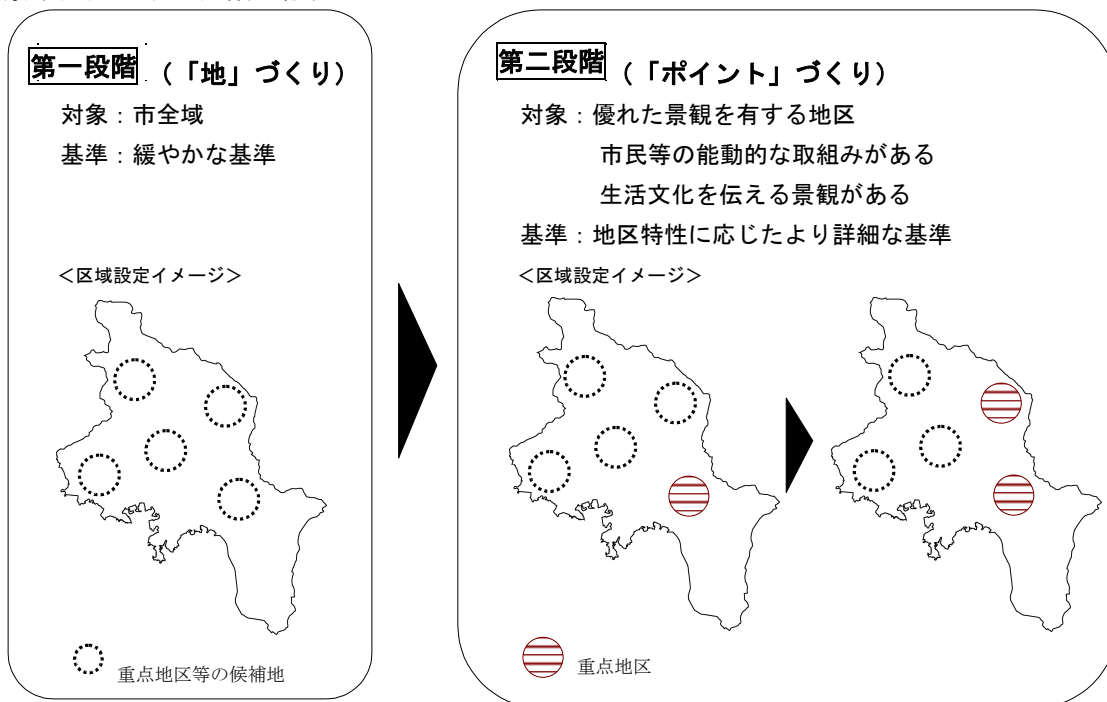 第一段階 (「地」づくり)
対象：市全域
基準：緩やかな基準
＜区域設定イメージ＞
重点地区等の候補地
第二段階 (「ポイント」づくり)
対象：優れた景観を有する地区
市民等の能動的な取組みがある
生活文化を伝える景観がある
基準：地区特性に応じたより詳細な基準
＜区域設定イメージ＞
重点地区